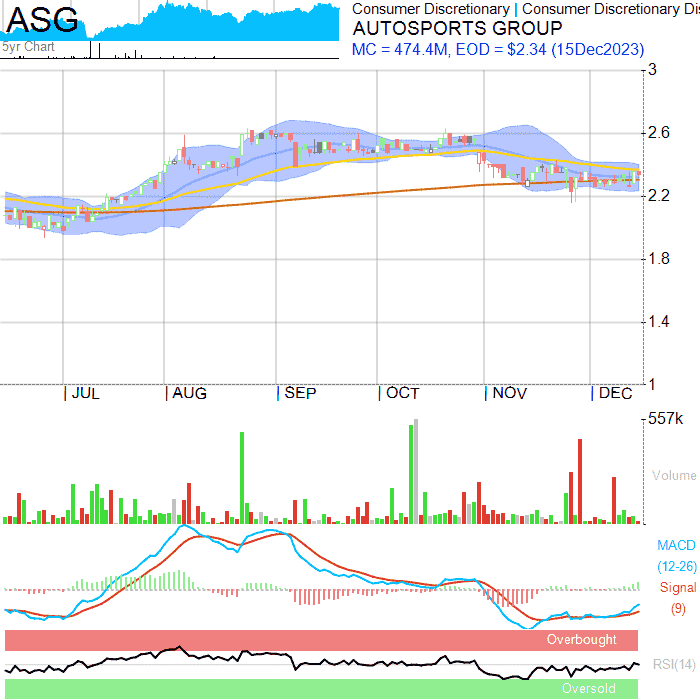 ASG
5yr Chart
Consumer Discretionary | Consumer Discretionary Dis
AUTOSPORTS GROUP
MC = 474.4M, EOD = $2.34 (15Dec2023)
3
2.6
2.2
1.8
1.4
1
JUL AUG SEP OCT NOV DEC
557k
Volume
MACD
(12-26)
Signal
(9)
Overbought
RSI(14)
Oversold